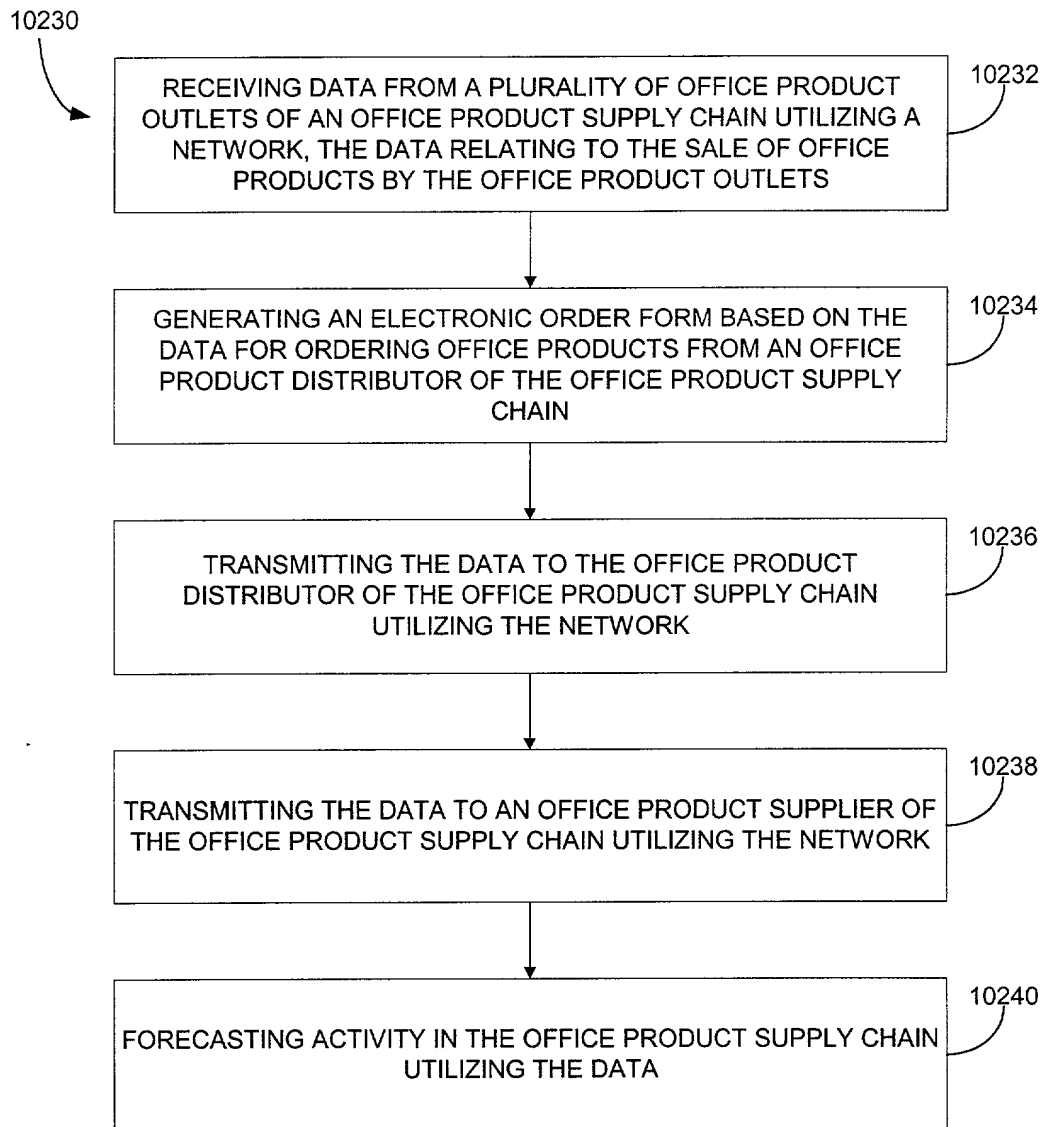 10230
RECEIVING DATA FROM A PLURALITY OF OFFICE PRODUCT
OUTLETS OF AN OFFICE PRODUCT SUPPLY CHAIN UTILIZING A
NETWORK, THE DATA RELATING TO THE SALE OF OFFICE
PRODUCTS BY THE OFFICE PRODUCT OUTLETS
10232
GENERATING AN ELECTRONIC ORDER FORM BASED ON THE
DATA FOR ORDERING OFFICE PRODUCTS FROM AN OFFICE
PRODUCT DISTRIBUTOR OF THE OFFICE PRODUCT SUPPLY
CHAIN
10234
TRANSMITTING THE DATA TO THE OFFICE PRODUCT
DISTRIBUTOR OF THE OFFICE PRODUCT SUPPLY CHAIN
UTILIZING THE NETWORK
10236
TRANSMITTING THE DATA TO AN OFFICE PRODUCT SUPPLIER OF
THE OFFICE PRODUCT SUPPLY CHAIN UTILIZING THE NETWORK
10238
FORECASTING ACTIVITY IN THE OFFICE PRODUCT SUPPLY CHAIN
UTILIZING THE DATA
10240